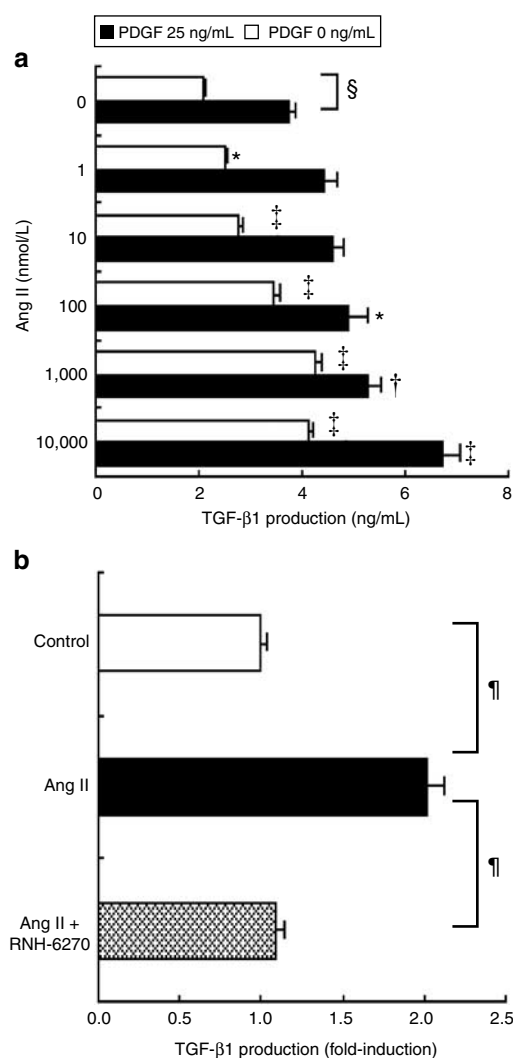 PDGF 25 ng/mL PDGF 0 ng/mL
a
Ang II (nmol/L)
0
§
1
*
10
‡
100
‡
*
1,000
‡
†
10,000
‡
‡
0 2 4 6 8
TGF-β1 production (ng/mL)
b
Control
¶
Ang II
¶
Ang II +
RNH-6270
0.0 0.5 1.0 1.5 2.0 2.5
TGF-β1 production (fold-induction)